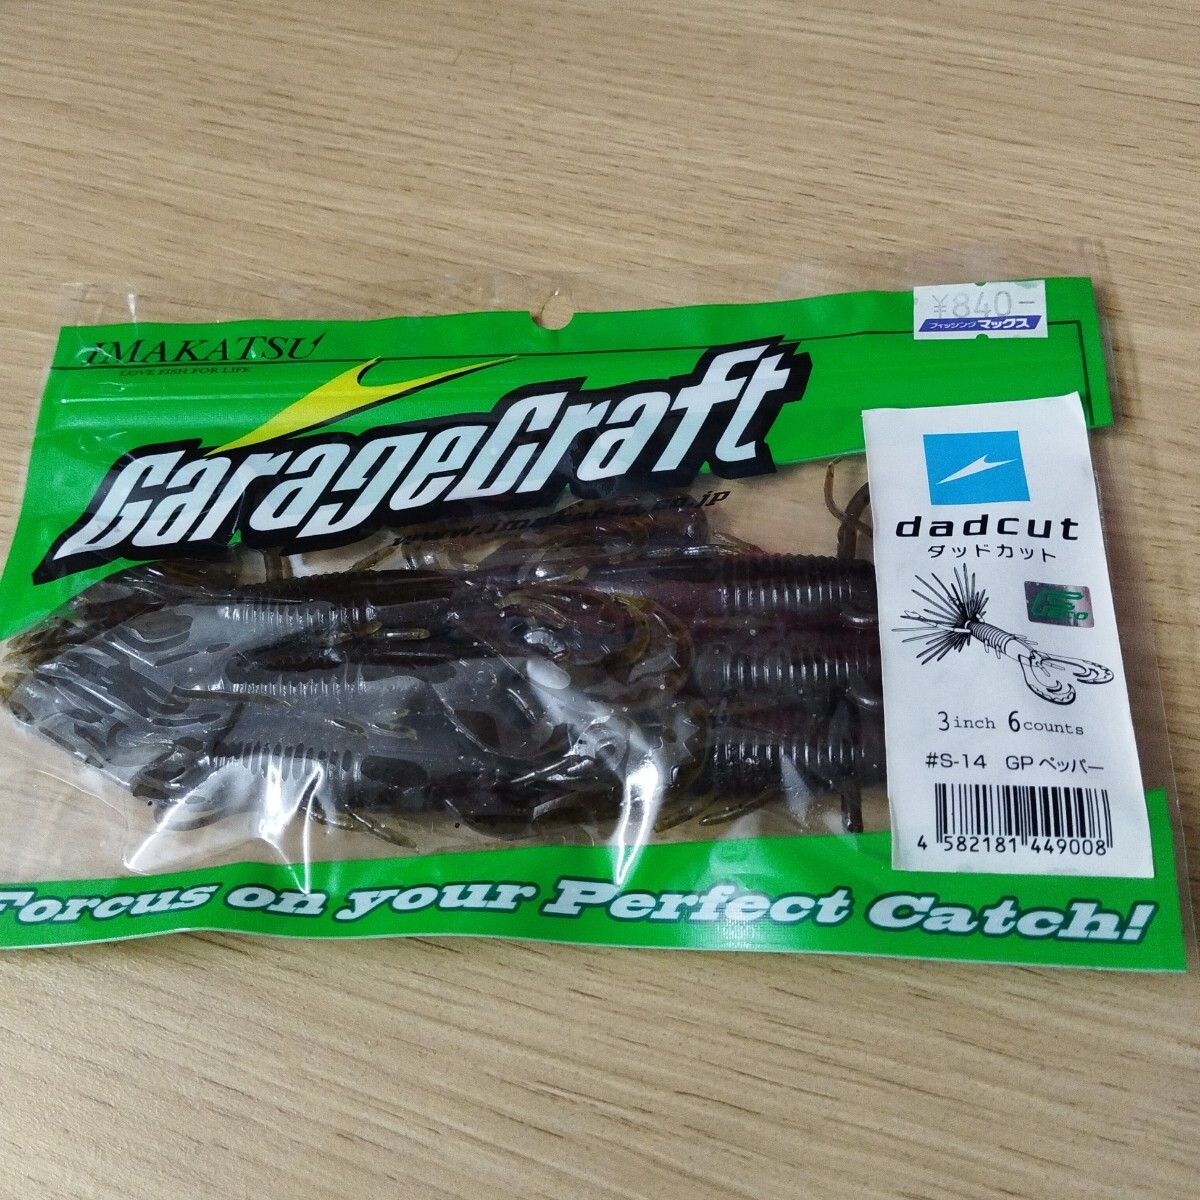 ¥840-
フィッシング マックス
IMAKATSU
LOVE FISH FOR LIFE
GarageCraft
www.imakatsu.co.jp
dadcut
ダッドカット
3inch 6counts
#S-14 GPペッパー
4 582181 449008
Forcus on your Perfect Catch!